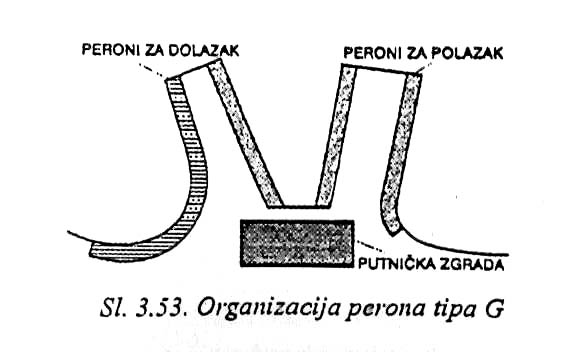 PERONI ZA DOLAZAK
PERONI ZA POLAZAK
PUTNIČKA ZGRADA
Sl. 3.53. Organizacija perona tipa G